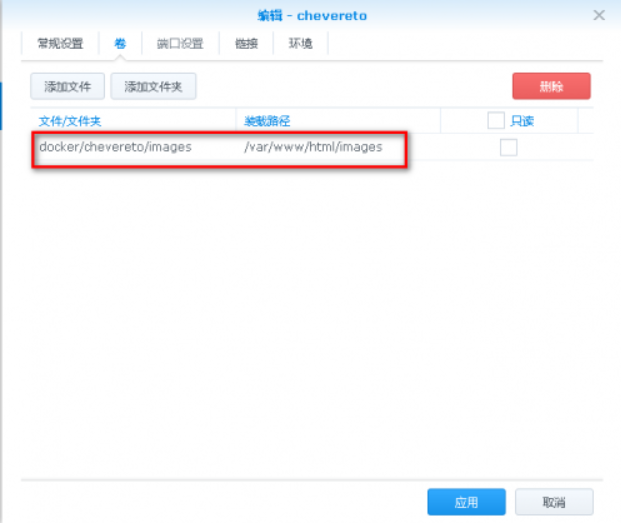 编辑 - chevereto
常规设置 卷 端口设置 链接 环境
添加文件 添加文件夹 删除
文件/文件夹 装载路径 只读
docker/chevereto/images /var/www/html/images
应用 取消